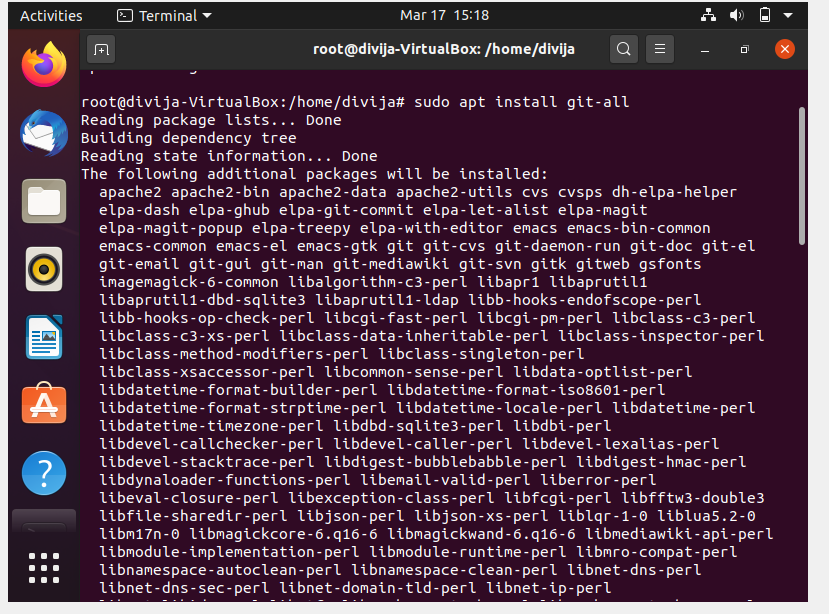 Activities
Terminal
Mar 17 15:18
root@divija-VirtualBox: /home/divija
root@divija-VirtualBox:/home/divija# sudo apt install git-all
Reading package lists... Done
Building dependency tree
Reading state information... Done
The following additional packages will be installed:
apache2 apache2-bin apache2-data apache2-utils cvs cvsps dh-elpa-helper
elpa-dash elpa-ghub elpa-git-commit elpa-let-alist elpa-magit
elpa-magit-popup elpa-treepy elpa-with-editor emacs emacs-bin-common
emacs-common emacs-el emacs-gtk git git-cvs git-daemon-run git-doc git-el
git-email git-gui git-man git-mediawiki git-svn gitk gitweb gsfonts
imagemagick-6-common libalgorithm-c3-perl libapr1 libaprutil1
libaprutil1-dbd-sqlite3 libaprutil1-ldap libb-hooks-endofscope-perl
libb-hooks-op-check-perl libcgi-fast-perl libcgi-pm-perl libclass-c3-perl
libclass-c3-xs-perl libclass-data-inheritable-perl libclass-inspector-perl
libclass-method-modifiers-perl libclass-singleton-perl
libclass-xsaccessor-perl libcommon-sense-perl libdata-optlist-perl
libdatetime-format-builder-perl libdatetime-format-iso8601-perl
libdatetime-format-strptime-perl libdatetime-locale-perl libdatetime-perl
libdatetime-timezone-perl libdbd-sqlite3-perl libdbi-perl
libdevel-callchecker-perl libdevel-caller-perl libdevel-lexalias-perl
libdevel-stacktrace-perl libdigest-bubblebabble-perl libdigest-hmac-perl
libdynaloader-functions-perl libemail-valid-perl liberror-perl
libeval-closure-perl libexception-class-perl libfcgi-perl libfftw3-double3
libfile-sharedir-perl libjson-perl libjson-xs-perl liblqr-1-0 liblua5.2-0
libm17n-0 libmagickcore-6.q16-6 libmagickwand-6.q16-6 libmediawiki-api-perl
libmodule-implementation-perl libmodule-runtime-perl libmro-compat-perl
libnamespace-autoclean-perl libnamespace-clean-perl libnet-dns-perl
libnet-dns-sec-perl libnet-domain-tld-perl libnet-ip-perl